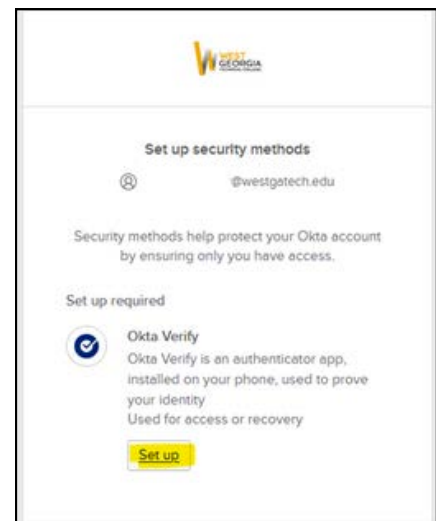 WEST
GEORGIA
TECHNICAL COLLEGE
Set up security methods
@westgatech.edu
Security methods help protect your Okta account
by ensuring only you have access.
Set up required
Okta Verify
Okta Verify is an authenticator app,
installed on your phone, used to prove
your identity
Used for access or recovery
Set up